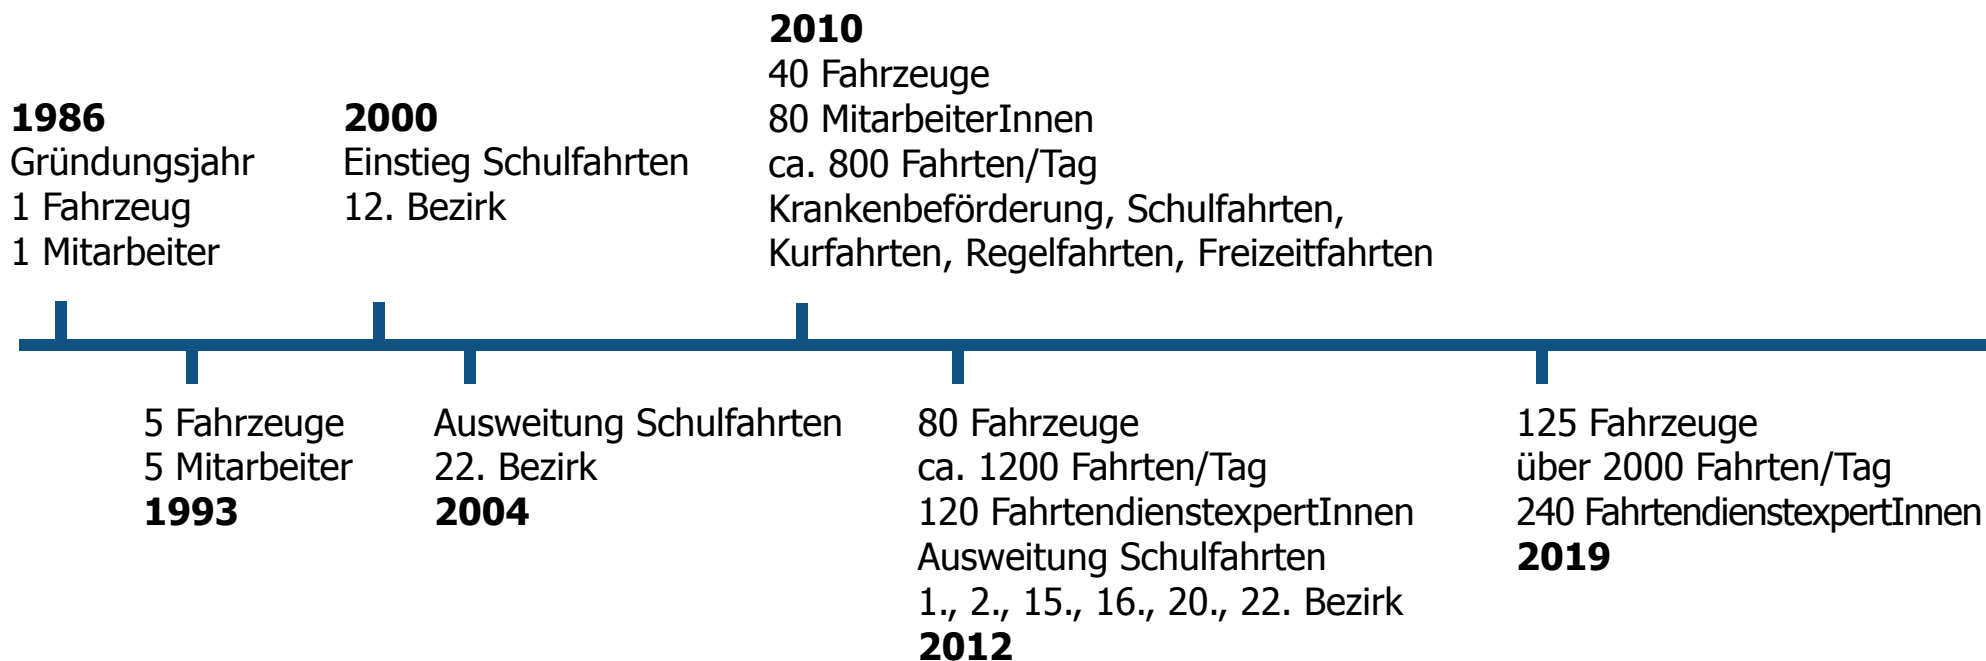 1986
Gründungsjahr
1 Fahrzeug
1 Mitarbeiter
5 Fahrzeuge
5 Mitarbeiter
1993
2000
Einstieg Schulfahrten
12. Bezirk
Ausweitung Schulfahrten
22. Bezirk
2004
2010
40 Fahrzeuge
80 MitarbeiterInnen
ca. 800 Fahrten/Tag
Krankenbeförderung, Schulfahrten,
Kurfahrten, Regelfahrten, Freizeitfahrten
80 Fahrzeuge
ca. 1200 Fahrten/Tag
120 FahrtendienstexpertInnen
Ausweitung Schulfahrten
1., 2., 15., 16., 20., 22. Bezirk
2012
125 Fahrzeuge
über 2000 Fahrten/Tag
240 FahrtendienstexpertInnen
2019